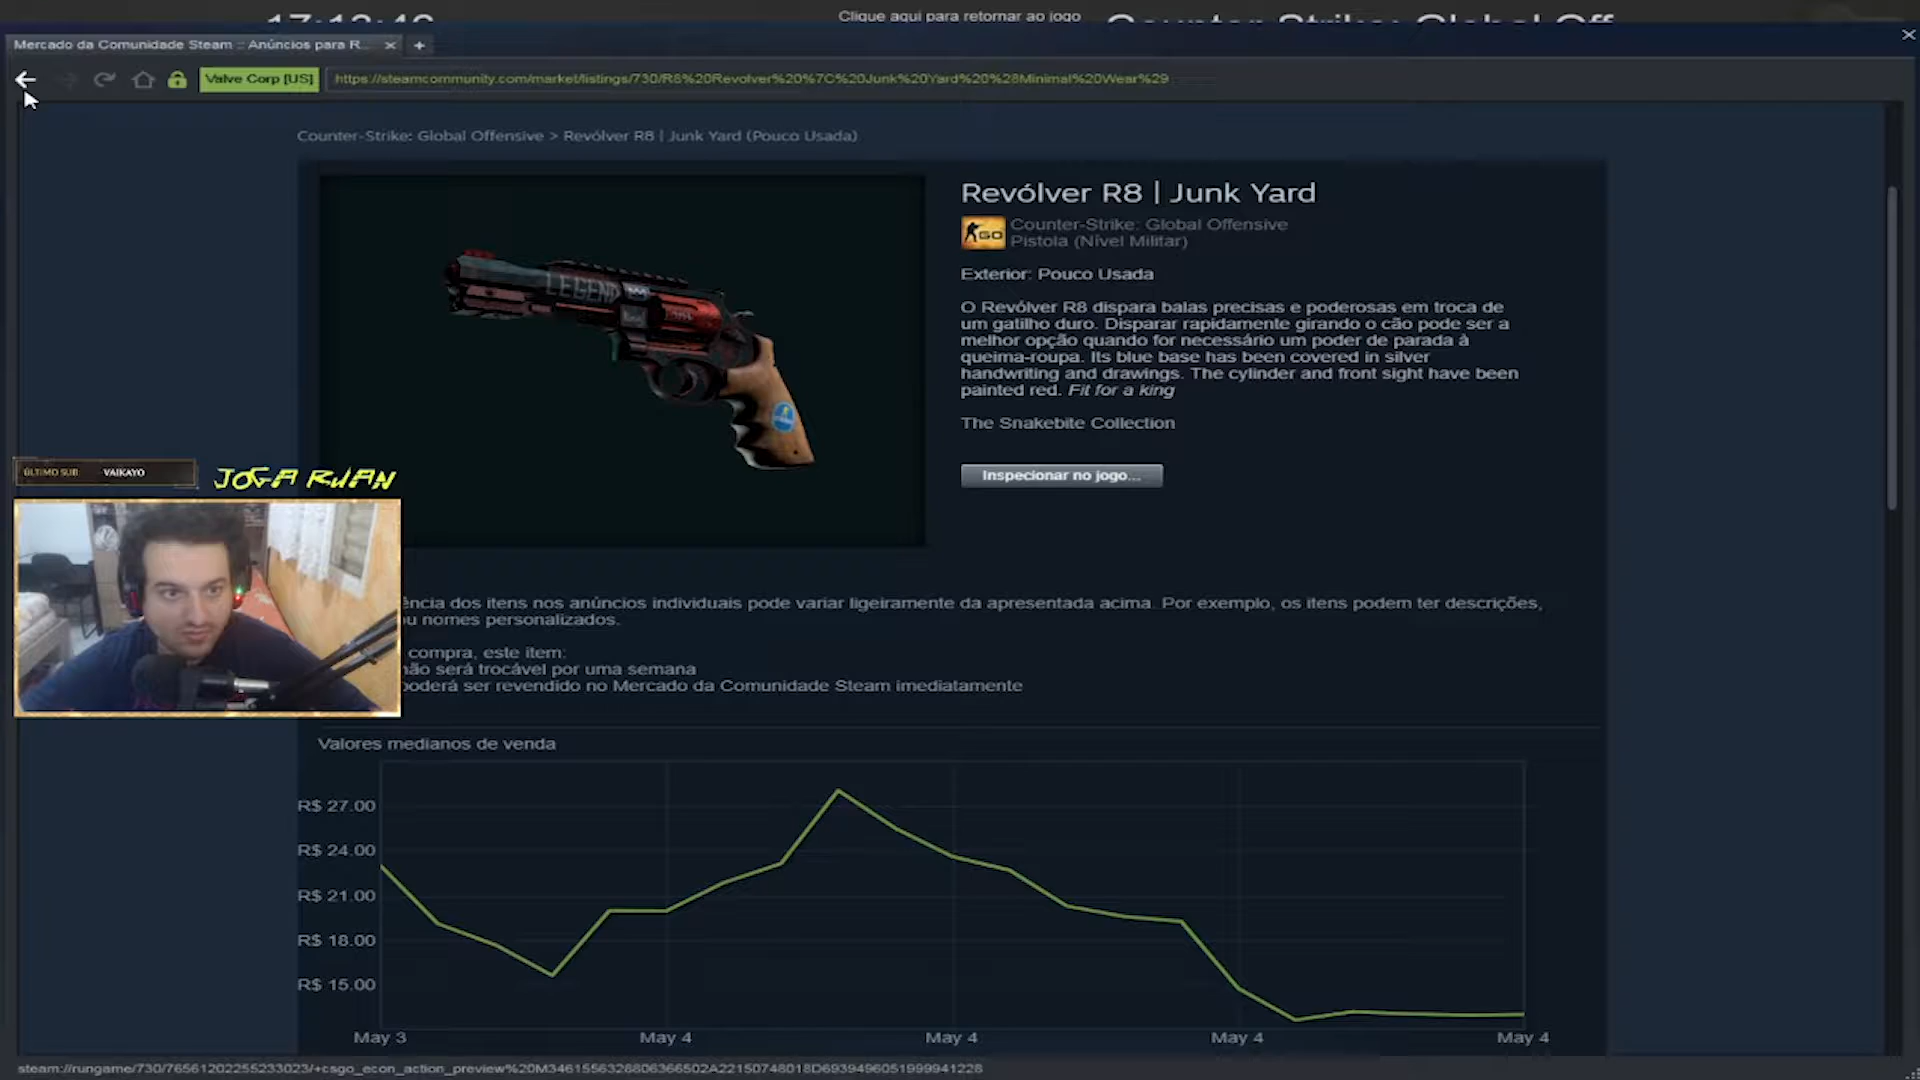 Clique aqui para retornar ao jogo
Mercado da Comunidade Steam :: Anúncios para R...
Valve Corp [US]
https://steamcommunity.com/market/listings/730/R8%20Revolver%20%7C%20Junk%20Yard%20%28Minimal%20Wear%29
Counter-Strike: Global Offensive > Revólver R8 | Junk Yard (Pouco Usada)
LEGEND
Revólver R8 | Junk Yard
GO
Counter-Strike: Global Offensive
Pistola (Nível Militar)
Exterior: Pouco Usada
O Revólver R8 dispara balas precisas e poderosas em troca de
um gatilho duro. Disparar rapidamente girando o cão pode ser a
melhor opção quando for necessário um poder de parada à
queima-roupa. Its blue base has been covered in silver
handwriting and drawings. The cylinder and front sight have been
painted red. Fit for a king
The Snakebite Collection
Inspecionar no jogo...
ÚLTIMO SUB: VAIKAYO
JOGA RUAN
ência dos itens nos anúncios individuais pode variar ligeiramente da apresentada acima. Por exemplo, os itens podem ter descrições,
u nomes personalizados.
compra, este item:
não será trocável por uma semana
poderá ser revendido no Mercado da Comunidade Steam imediatamente
Valores medianos de venda
R$ 27.00
R$ 24.00
R$ 21.00
R$ 18.00
R$ 15.00
May 3 May 4 May 4 May 4 May 4
steam://rungame/730/76561202255233023/+csgo_econ_action_preview%20M3461556328806366502A22150748018D6939496051999941228